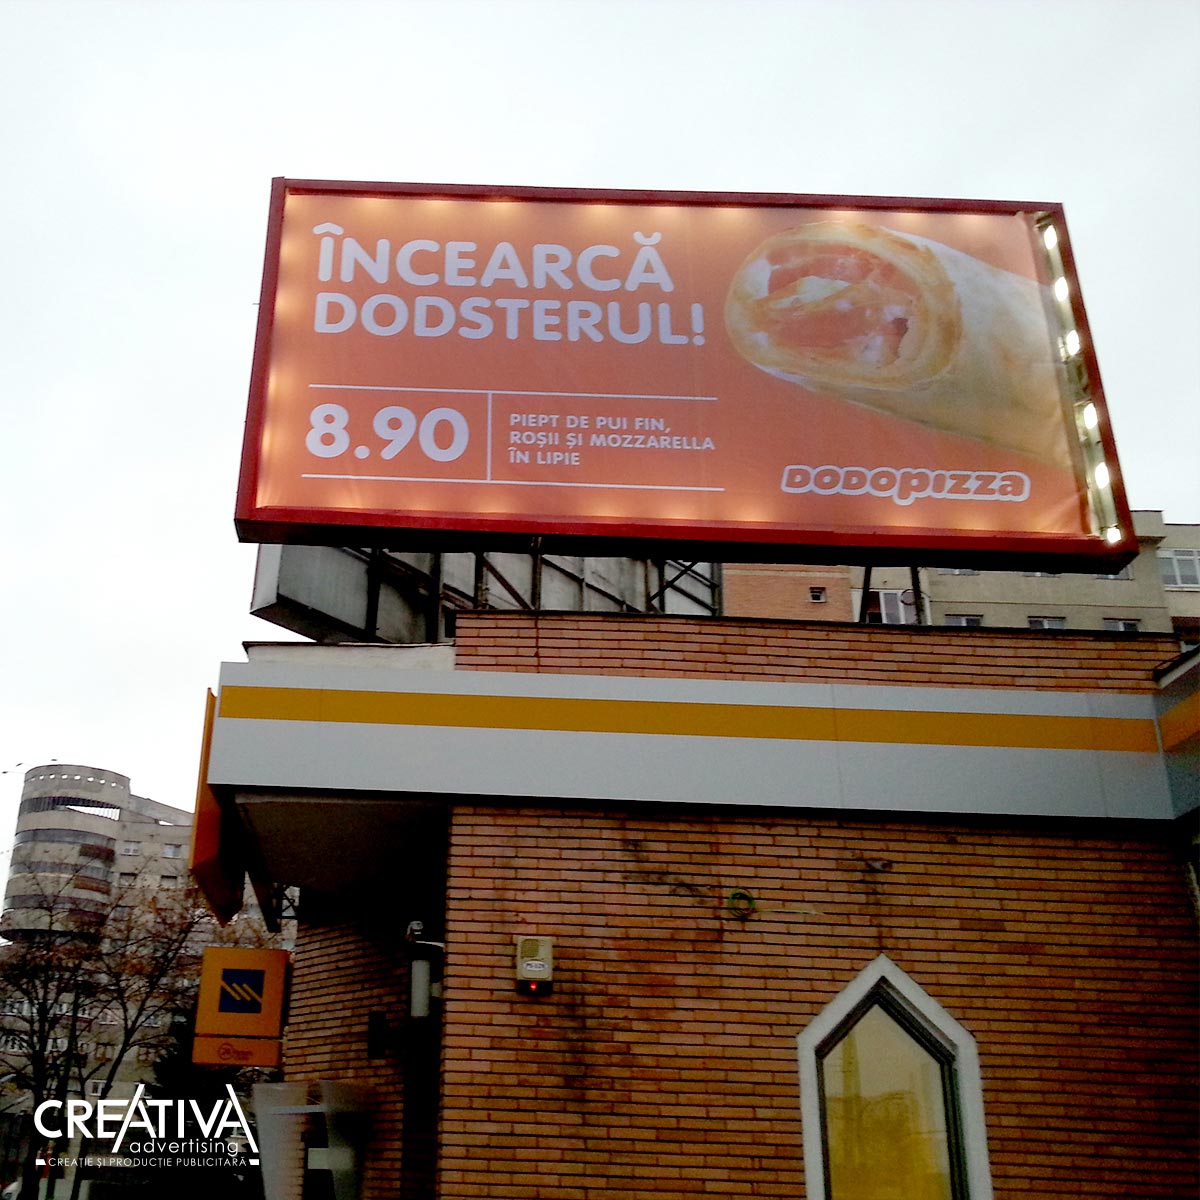 ÎNCEARCĂ
DODSTERUL!
8.90
PIEPT DE PUI FIN,
ROȘII ȘI MOZZARELLA
ÎN LIPIE
DODOPIZZA
CREATIVA
advertising
CREAȚIE ȘI PRODUCȚIE PUBLICITARĂ